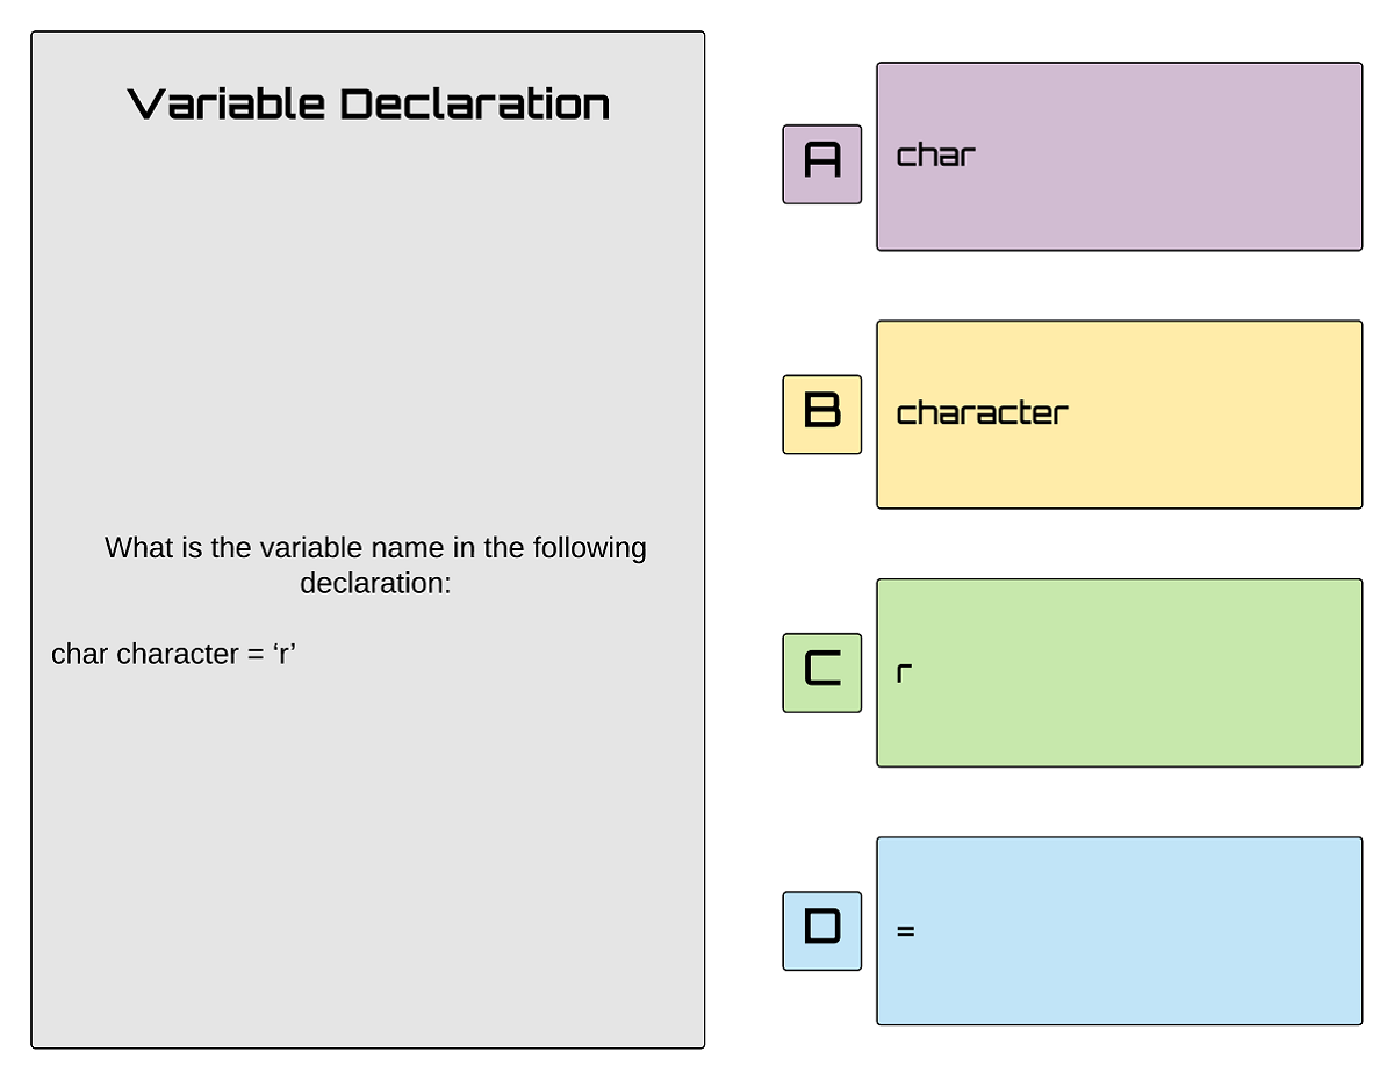 Variable Declaration
What is the variable name in the following
declaration:
char character = ‘r’
A
char
B
character
C
r
D
=